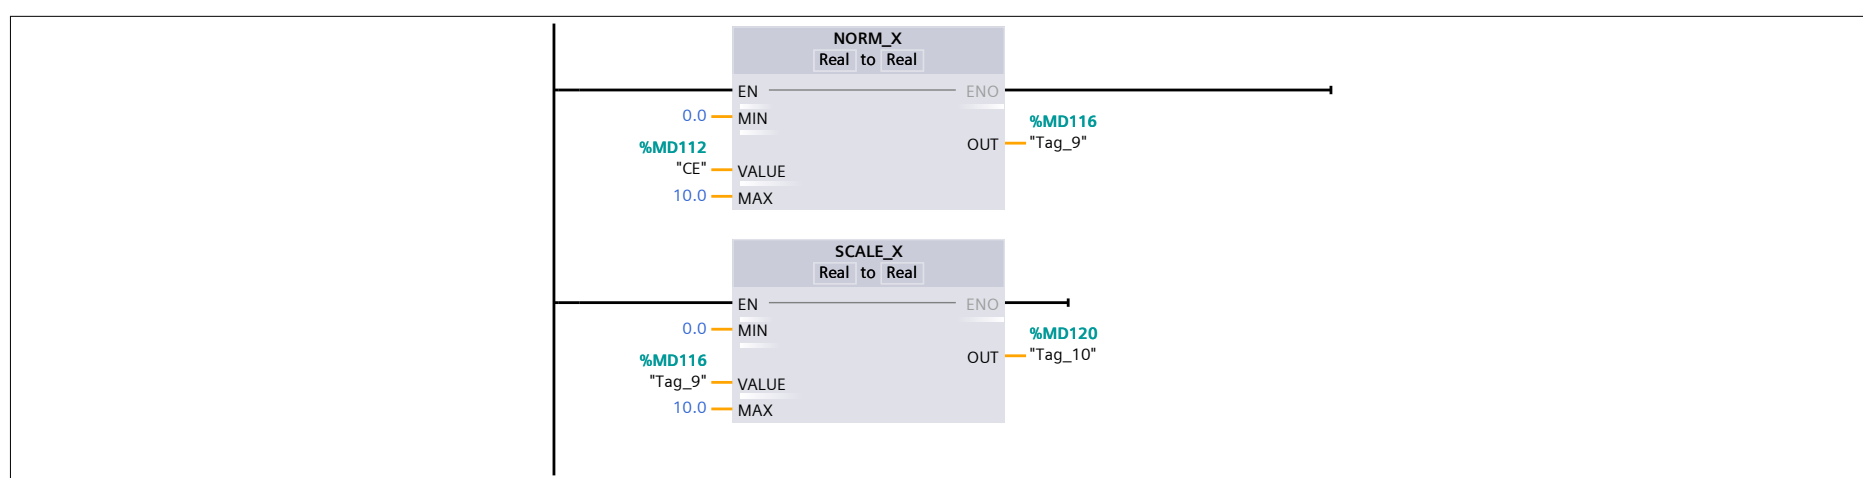 NORM_X
Real to Real
EN ENO
0.0 MIN
%MD116
OUT "Tag_9"
%MD112
"CE" VALUE
10.0 MAX
SCALE_X
Real to Real
EN ENO
0.0 MIN
%MD120
OUT "Tag_10"
%MD116
"Tag_9" VALUE
10.0 MAX